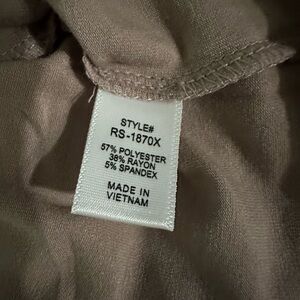 STYLE#
RS-1870X
57% POLYESTER
38% RAYON
5% SPANDEX
MADE IN
VIETNAM